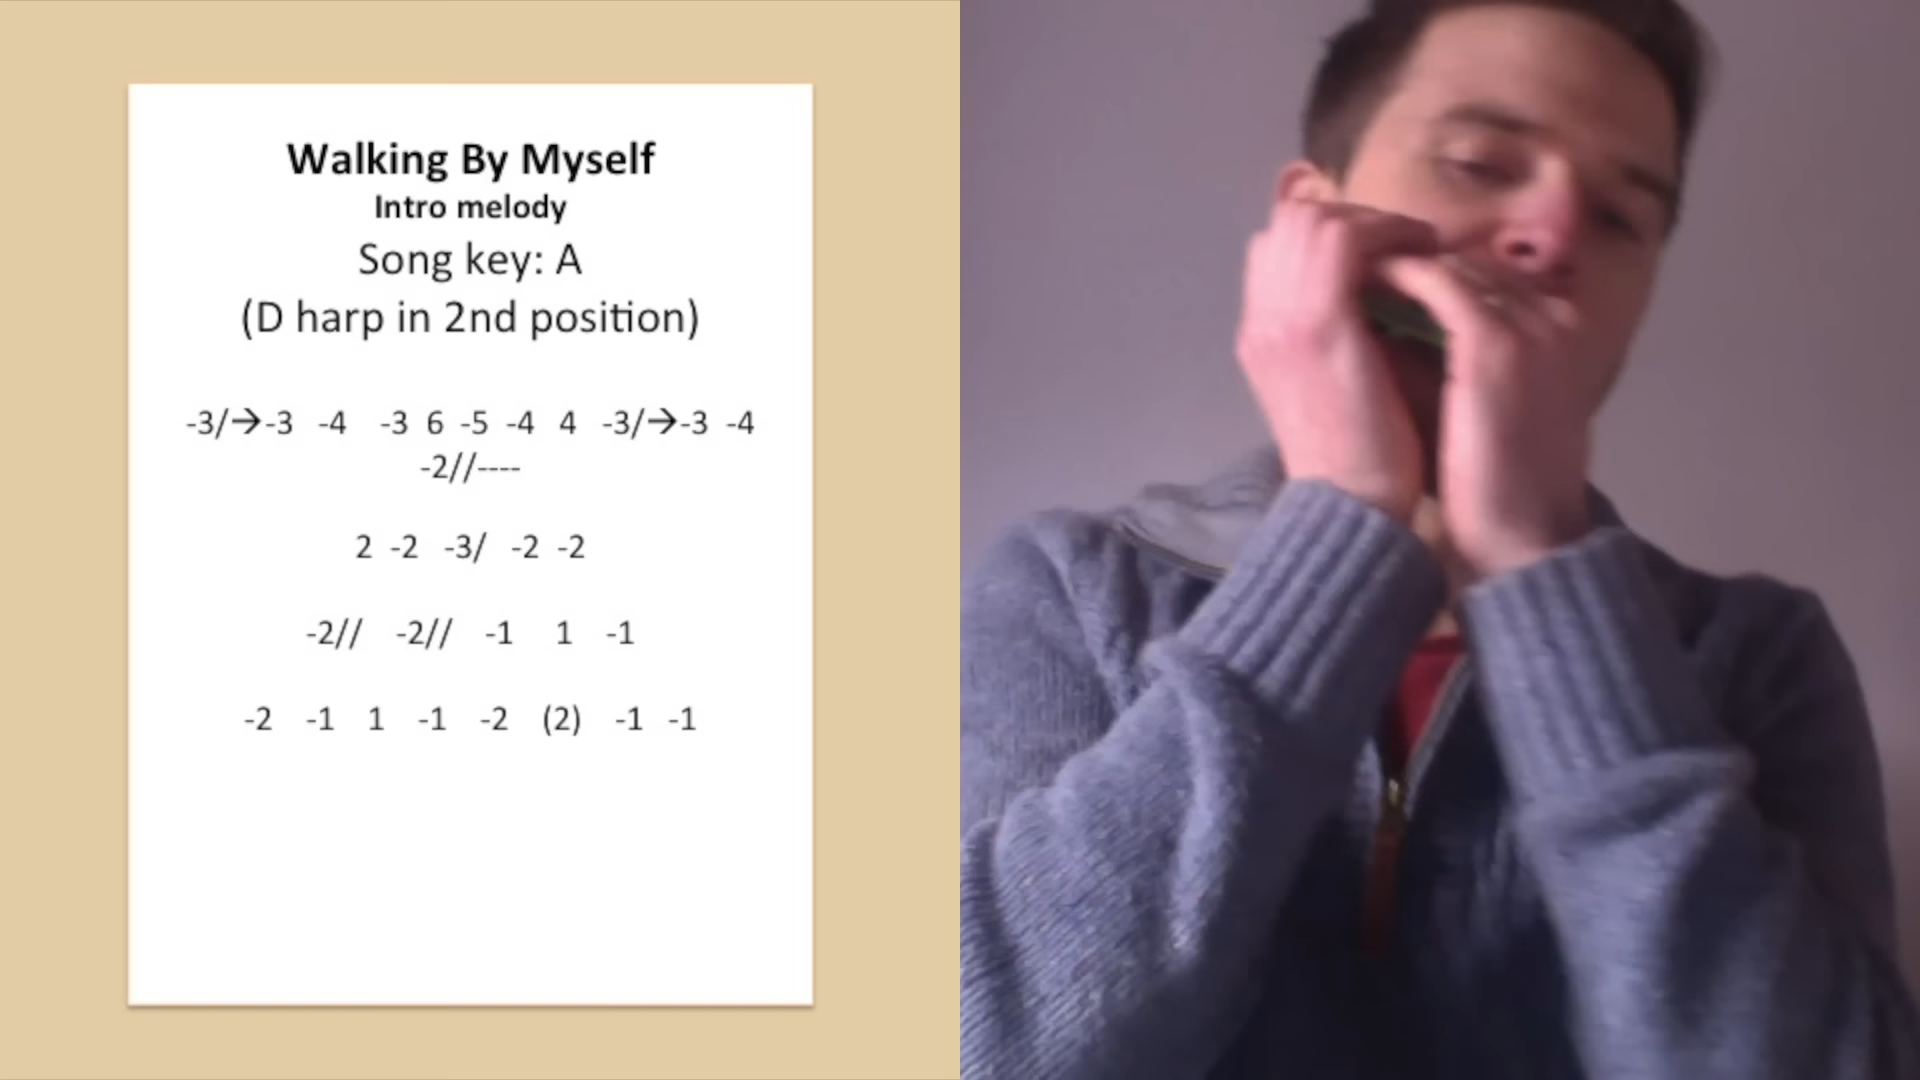 Walking By Myself
Intro melody
Song key: A
(D harp in 2nd position)
-3/→-3 -4 -3 6 -5 -4 4 -3/→-3 -4
-2//----
2 -2 -3/ -2 -2
-2// -2// -1 1 -1
-2 -1 1 -1 -2 (2) -1 -1